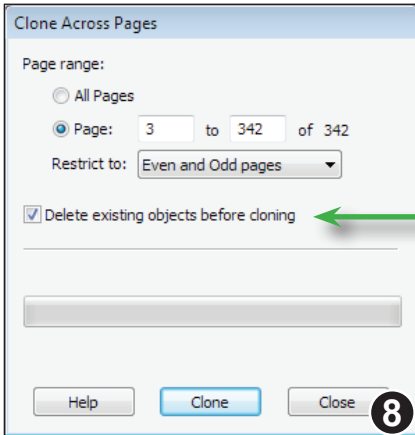 Clone Across Pages
Page range:
All Pages
Page: 3 to 342 of 342
Restrict to: Even and Odd pages
Delete existing objects before cloning
Help Clone Close 8